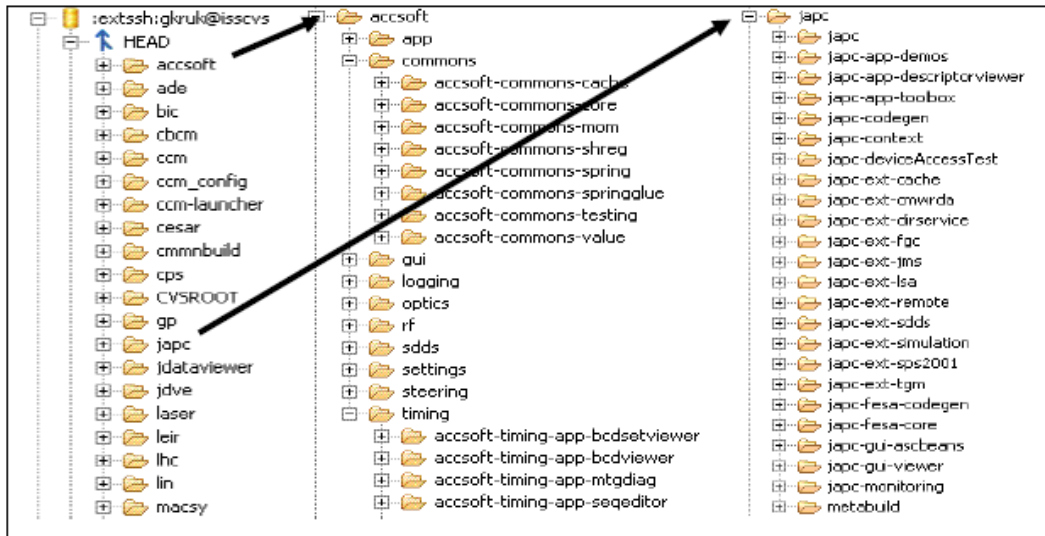 :extssh:gkruk@isscvs
HEAD
accsoft
ade
bic
cbcm
ccm
ccm_config
ccm-launcher
cesar
cmmnbuild
cps
CVSROOT
gp
japc
jdataviewer
jdve
laser
leir
lhc
lin
macsy
accsoft
app
commons
accsoft-commons-cache
accsoft-commons-core
accsoft-commons-mom
accsoft-commons-shreg
accsoft-commons-spring
accsoft-commons-springglue
accsoft-commons-testing
accsoft-commons-value
gui
logging
optics
rf
sdds
settings
steering
timing
accsoft-timing-app-bcdsetviewer
accsoft-timing-app-bcdviewer
accsoft-timing-app-mtgdiag
accsoft-timing-app-seqeditor
japc
japc
japc-app-demos
japc-app-descriptorviewer
japc-app-toolbox
japc-codegen
japc-context
japc-deviceAccessTest
japc-ext-cache
japc-ext-cmwrda
japc-ext-dirservice
japc-ext-fgc
japc-ext-jms
japc-ext-lsa
japc-ext-remote
japc-ext-sdds
japc-ext-simulation
japc-ext-sps2001
japc-ext-tgm
japc-fesa-codegen
japc-fesa-core
japc-gui-ascbeans
japc-gui-viewer
japc-monitoring
metabuild